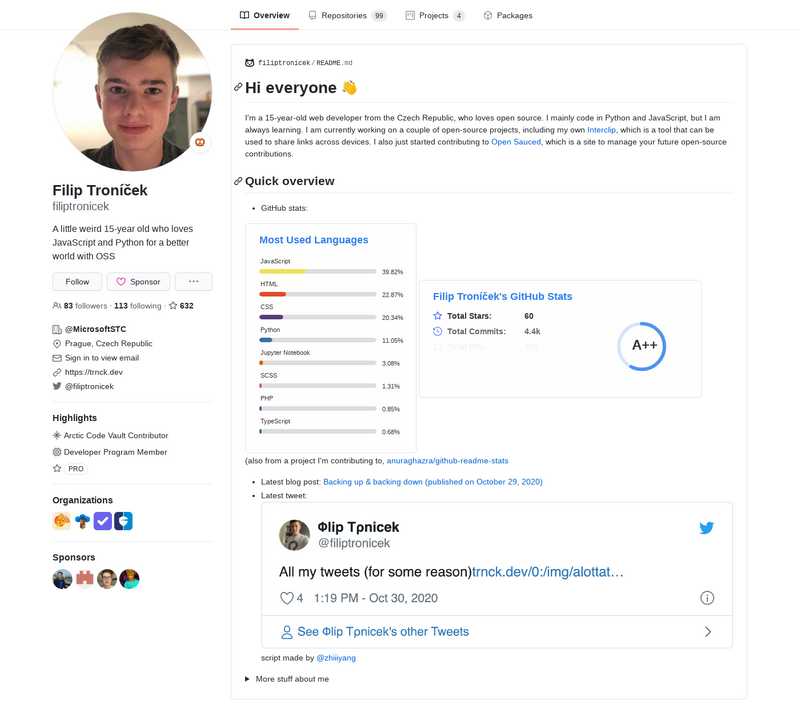 Overview
Repositories 99
Projects 4
Packages
Filip Troníček
filiptronicek
A little weird 15-year old who loves
JavaScript and Python for a better
world with OSS
Follow
Sponsor
83 followers · 113 following · 632
@MicrosoftSTC
Prague, Czech Republic
Sign in to view email
https://trnck.dev
@filiptronicek
Highlights
Arctic Code Vault Contributor
Developer Program Member
PRO
Organizations
Sponsors
filiptronicek/README.md
Hi everyone 👋
I'm a 15-year-old web developer from the Czech Republic, who loves open source. I mainly code in Python and JavaScript, but I am
always learning. I am currently working on a couple of open-source projects, including my own Interclip, which is a tool that can be
used to share links across devices. I also just started contributing to Open Sauced, which is a site to manage your future open-source
contributions.
Quick overview
• GitHub stats:
Most Used Languages
JavaScript
39.82%
HTML
22.87%
CSS
20.34%
Python
11.05%
Jupyter Notebook
3.08%
SCSS
1.31%
PHP
0.85%
TypeScript
0.68%
Filip Troníček's GitHub Stats
Total Stars: 60
Total Commits: 4.4k
A++
(also from a project I'm contributing to, anuraghazra/github-readme-stats
• Latest blog post: Backing up & backing down (published on October 29, 2020)
• Latest tweet:
Φlip Tρnicek
@filiptronicek
All my tweets (for some reason)trnck.dev/0:/img/alottat…
4 1:19 PM - Oct 30, 2020
See Φlip Tρnicek's other Tweets
script made by @zhiiiyang
More stuff about me